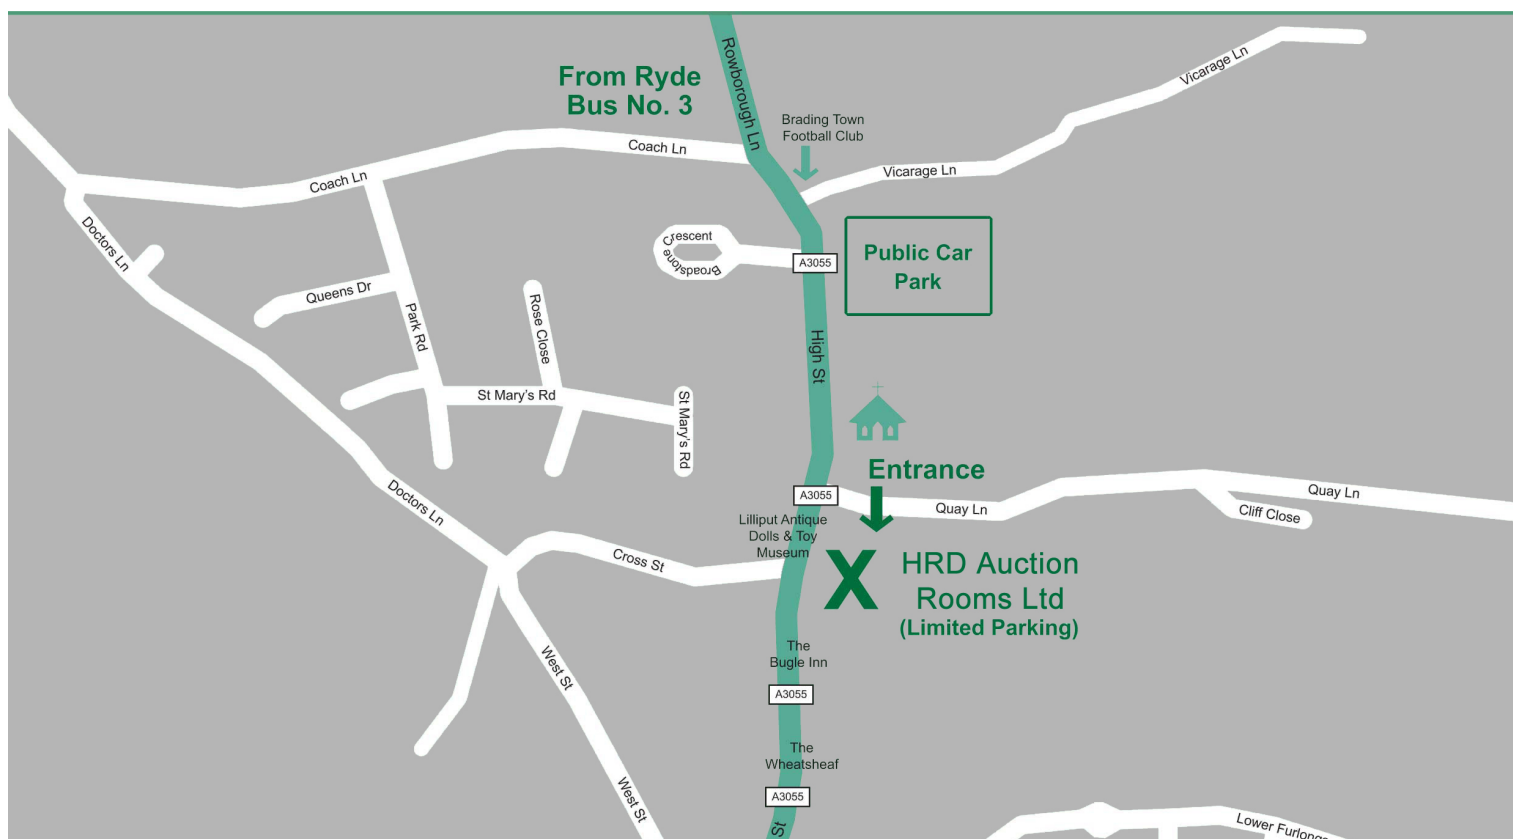 Rowborough Ln
From Ryde
Bus No. 3
Vicarage Ln
Brading Town
Football Club
Coach Ln
Vicarage Ln
Coach Ln
Doctors Ln
Crescent
Broadstone
A3055
Public Car
Park
Queens Dr
Park Rd
Rose Close
High St
St Mary's Rd
St Mary's Rd
Entrance
A3055
Doctors Ln
Quay Ln
Quay Ln
Cliff Close
Lilliput Antique
Dolls & Toy
Museum
Cross St
X
HRD Auction
Rooms Ltd
(Limited Parking)
The
Bugle Inn
West St
A3055
The
Wheatsheaf
West St
A3055
St
Lower Furlongs